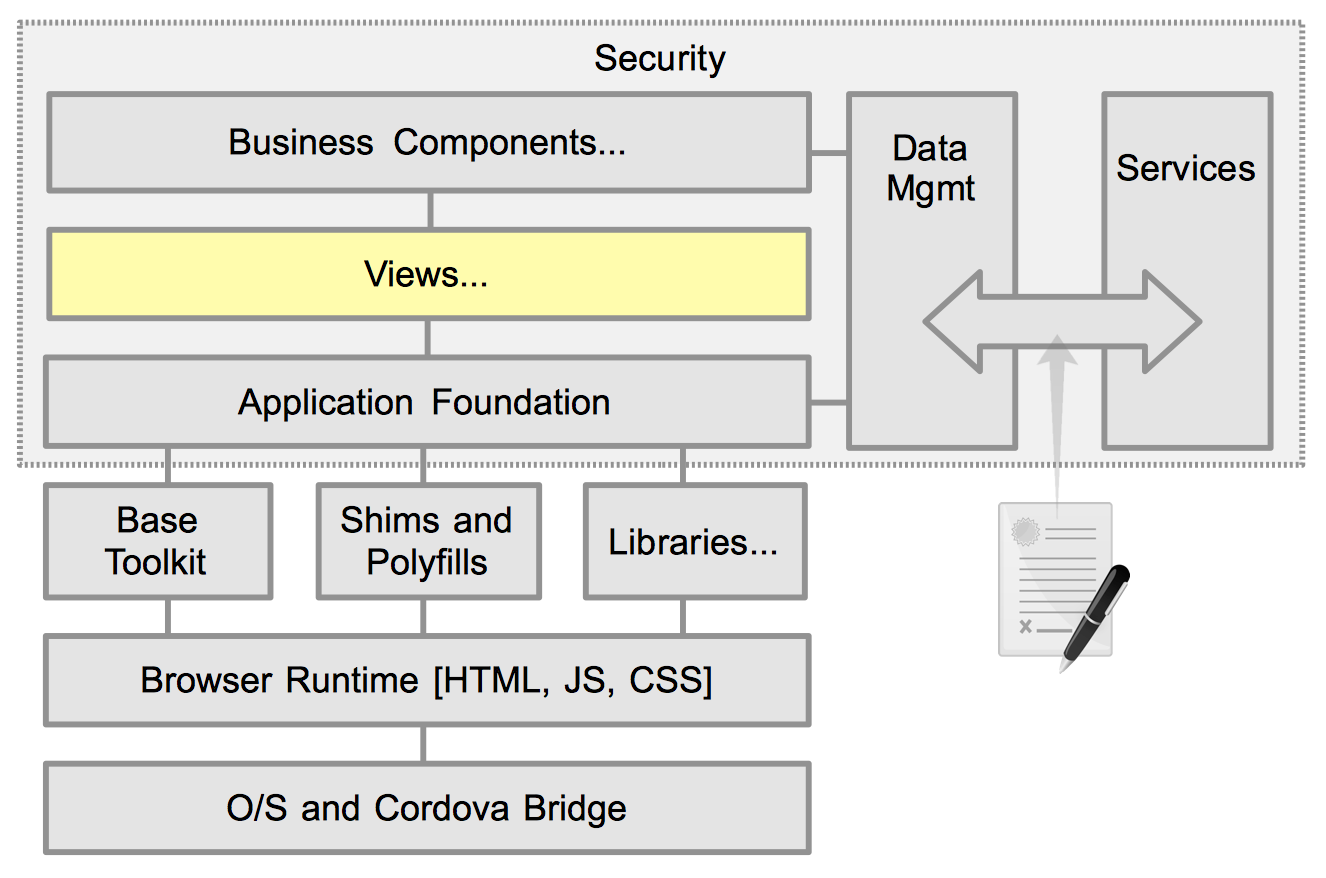 Security
Business Components...
Data
Mgmt
Services
Views...
Application Foundation
Base
Toolkit
Shims and
Polyfills
Libraries...
Browser Runtime [HTML, JS, CSS]
O/S and Cordova Bridge